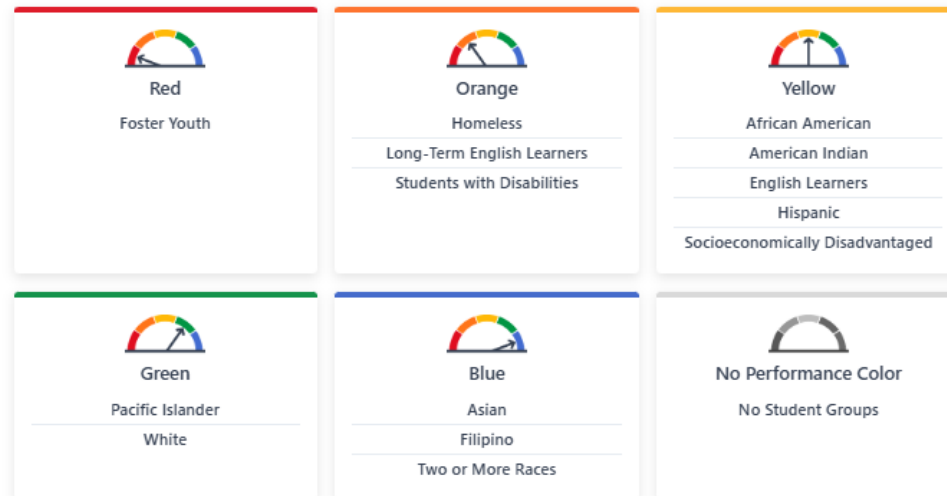 Red
Foster Youth
Orange
Homeless
Long-Term English Learners
Students with Disabilities
Yellow
African American
American Indian
English Learners
Hispanic
Socioeconomically Disadvantaged
Green
Pacific Islander
White
Blue
Asian
Filipino
Two or More Races
No Performance Color
No Student Groups